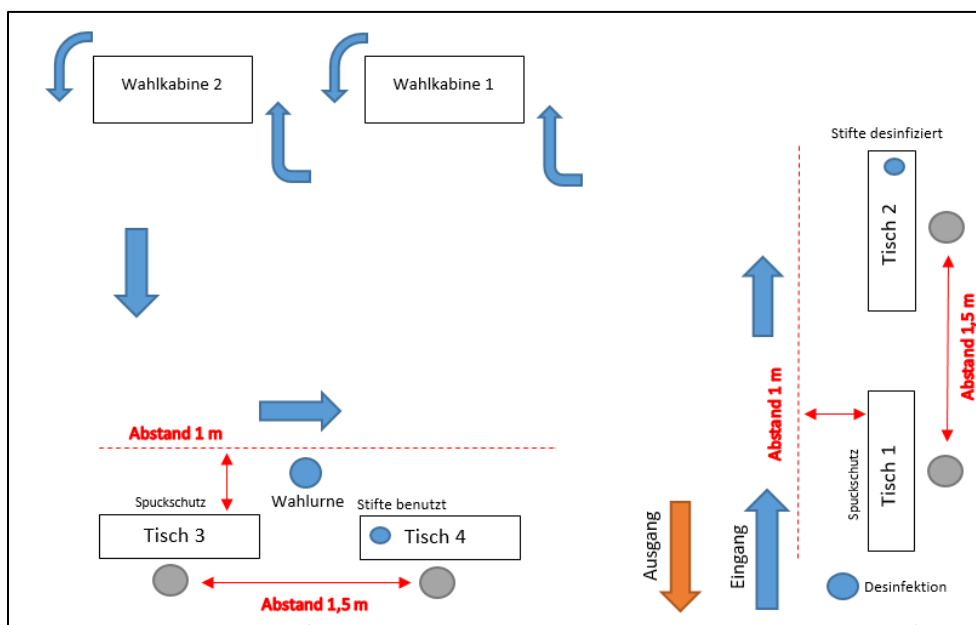 Wahlkabine 2
Wahlkabine 1
Stifte desinfiziert
Tisch 2
Abstand 1,5 m
Abstand 1 m
Spuckschutz
Tisch 1
Abstand 1 m
Spuckschutz
Wahlurne
Stifte benutzt
Tisch 3
Tisch 4
Abstand 1,5 m
Ausgang
Eingang
Desinfektion